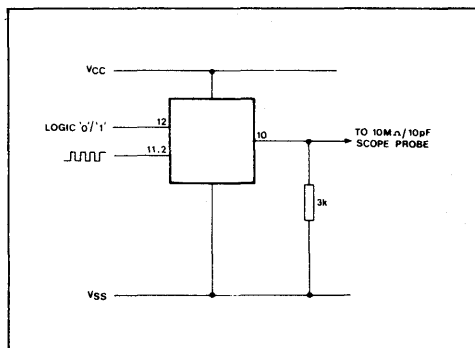 VCC
LOGIC '0'/'1'
12
11.2
10
TO 10MΩ/10pF
SCOPE PROBE
3k
VSS